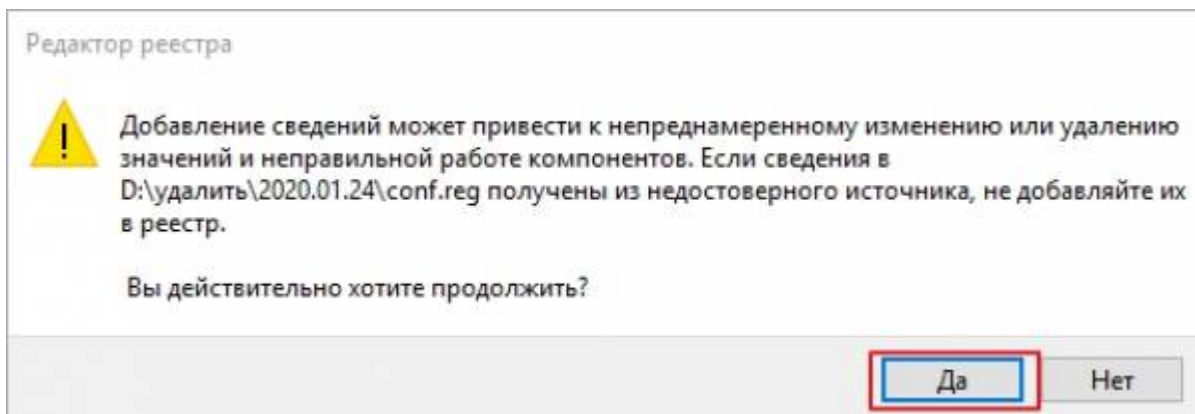 Редактор реестра
Добавление сведений может привести к непреднамеренному изменению или удалению
значений и неправильной работе компонентов. Если сведения в
D:\удалить\2020.01.24\conf.reg получены из недостоверного источника, не добавляйте их
в реестр.
Вы действительно хотите продолжить?
Да Нет